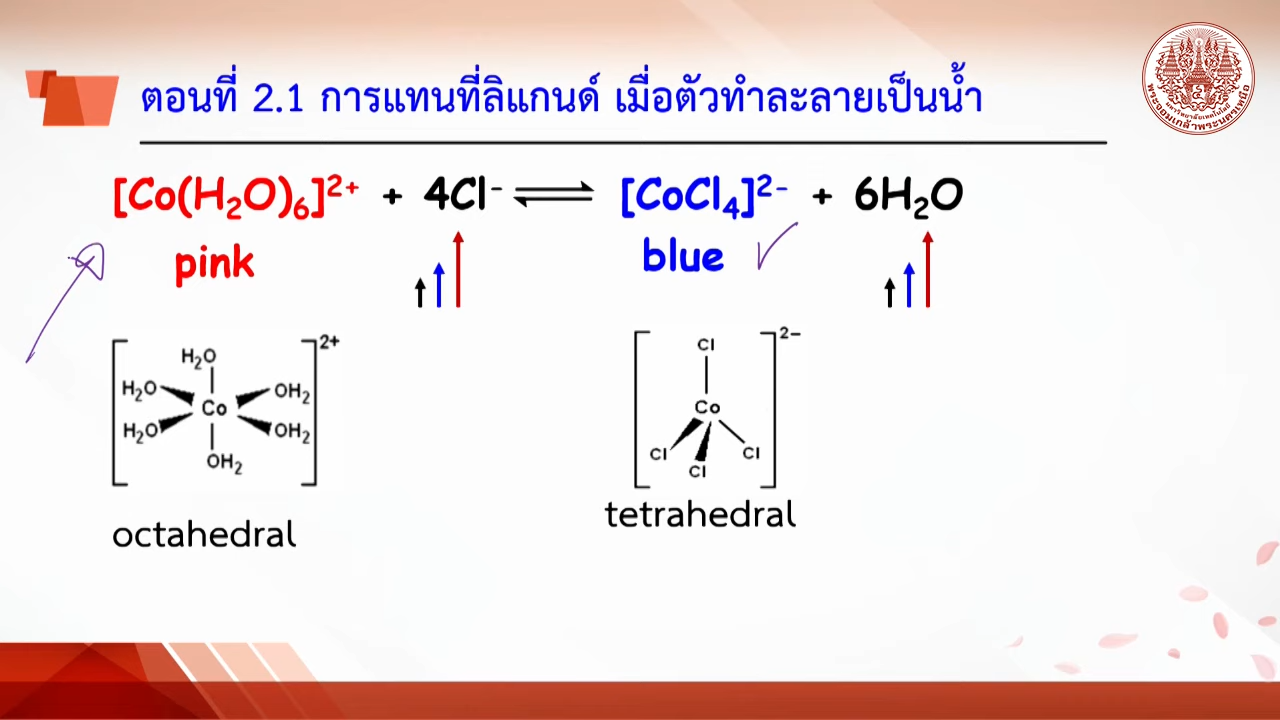 ตอนที่ 2.1 การแทนที่ลิแกนด์ เมื่อตัวทำละลายเป็นน้ำ
[Co(H₂O)₆]²⁺ + 4Cl⁻ ⇌ [CoCl₄]²⁻ + 6H₂O
pink
blue
2+
H₂O
H₂O
OH₂
Co
H₂O
OH₂
OH₂
octahedral
2−
Cl
Co
Cl
Cl
Cl
tetrahedral